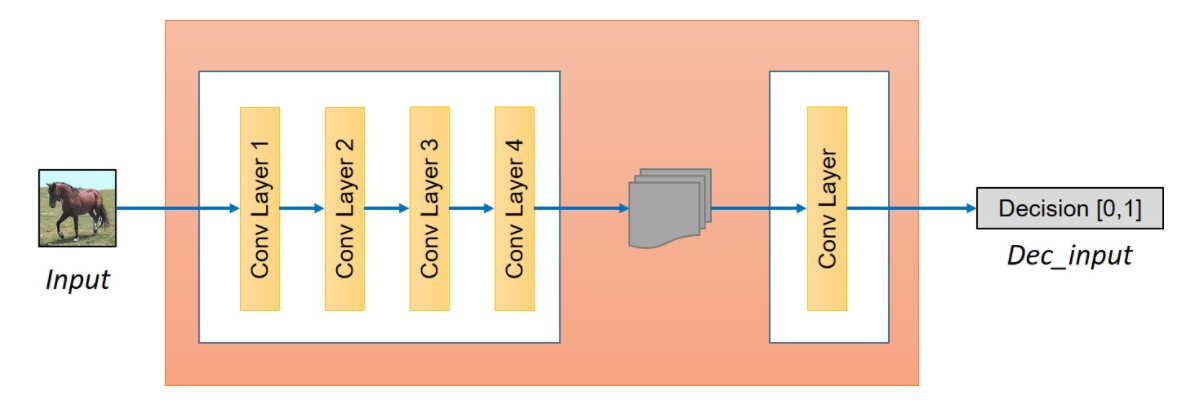 Input
Conv Layer 1
Conv Layer 2
Conv Layer 3
Conv Layer 4
Conv Layer
Decision [0,1]
Dec_input